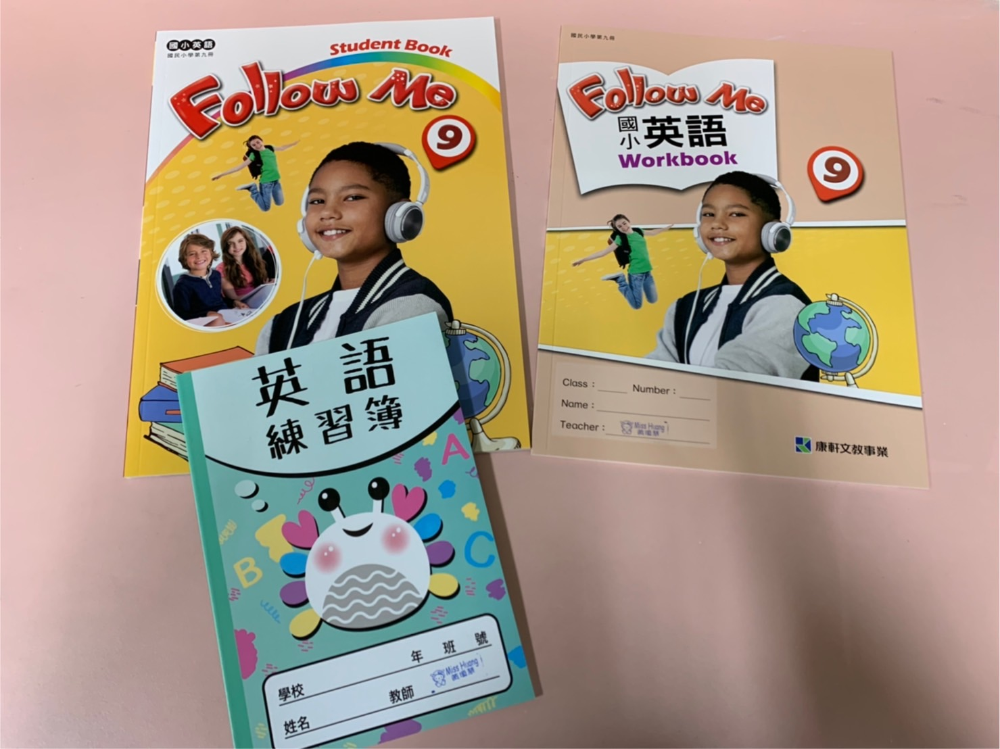 國小英語
國民小學第九冊
Student Book
Follow Me
9
國民小學第九冊
Follow Me
國小英語
Workbook
9
Class：
Number：
Name：
Teacher：
Miss Huang
康軒文教事業
英語
練習簿
A
B
C
年 班 號
學校
教師
Miss Huang
姓名